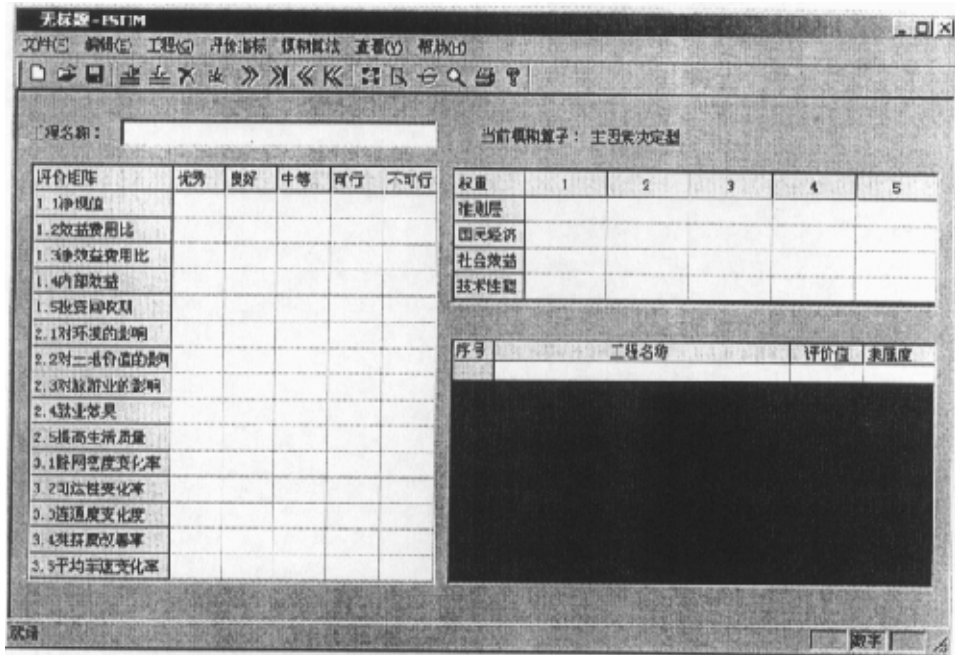 无标题 -
文件(F) 编辑(E) 工程(G) 评价指标 模糊算法 查看(V) 帮助(H)
工程名称：
当前模糊算子： 主因素决定型
评价矩阵 优秀 良好 中等 可行 不可行
1.1净现值
1.2效益费用比
1.3净效益费用比
1.4内部效益
1.5投资回收期
2.1对环境的影响
2.2对土地价值的影响
2.3对旅游业的影响
2.4就业效果
2.5提高生活质量
3.1路网密度变化率
3.2可达性变化率
3.3连通度变化度
3.4拥挤度改善率
3.5平均车速变化率
权重 1 2 3 4 5
准则层
国民经济
社会效益
技术性能
序号 工程名称 评价值 隶属度
就绪
数字